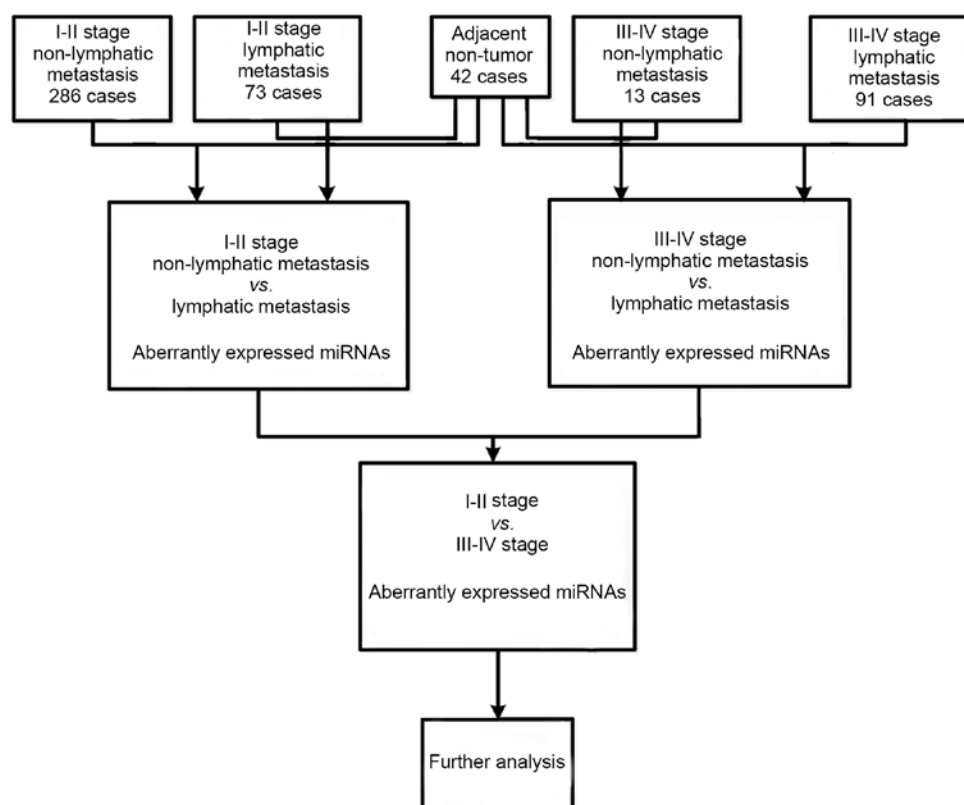 I-II stage
non-lymphatic
metastasis
286 cases
I-II stage
lymphatic
metastasis
73 cases
Adjacent
non-tumor
42 cases
III-IV stage
non-lymphatic
metastasis
13 cases
III-IV stage
lymphatic
metastasis
91 cases
I-II stage
non-lymphatic metastasis
vs.
lymphatic metastasis
Aberrantly expressed miRNAs
III-IV stage
non-lymphatic metastasis
vs.
lymphatic metastasis
Aberrantly expressed miRNAs
I-II stage
vs.
III-IV stage
Aberrantly expressed miRNAs
Further analysis